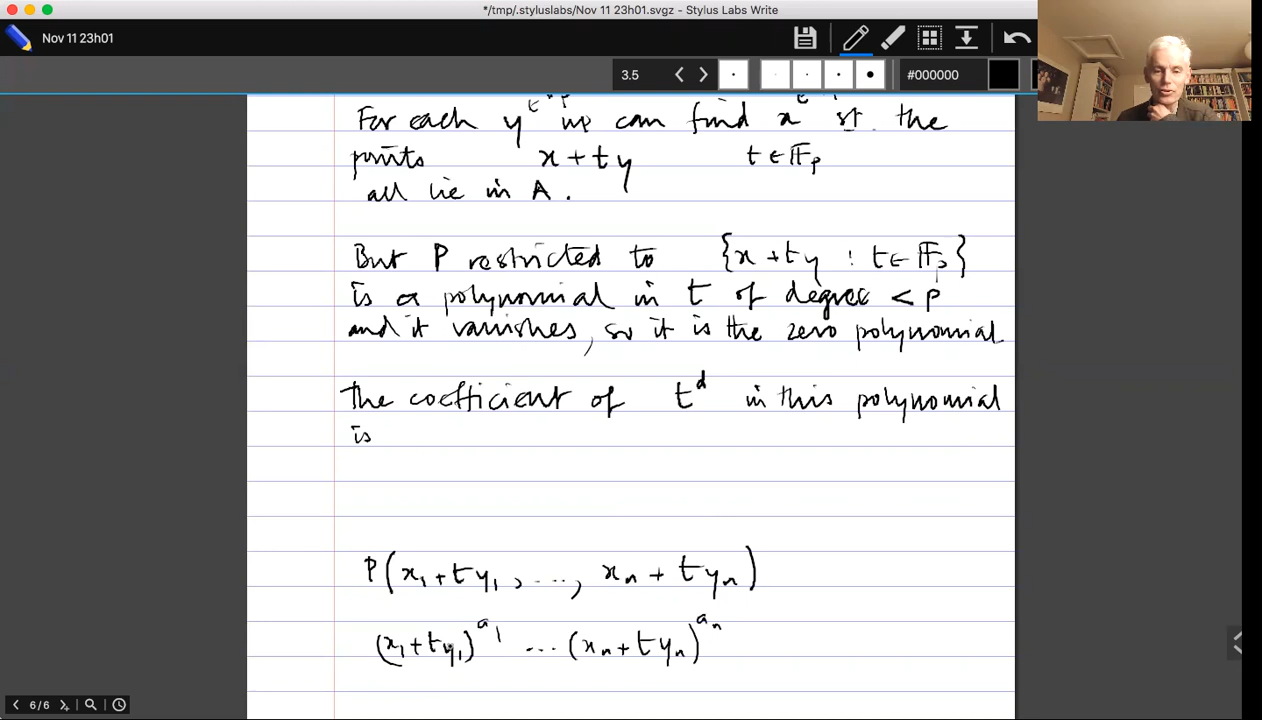 */tmp/.styluslabs/Nov 11 23h01.svgz - Stylus Labs Write
Nov 11 23h01
3.5
#000000
For each y we can find x st. the
points x + ty t ∈ 𝔽ₚ
all lie in A.
But P restricted to {x + ty : t ∈ 𝔽ₚ}
is a polynomial in t of degree < p
and it vanishes, so it is the zero polynomial
The coefficient of t^d in this polynomial
is
P(x₁ + ty₁, ..., xₙ + tyₙ)
(x₁ + ty₁)^a₁ ... (xₙ + tyₙ)^aₙ
6/6